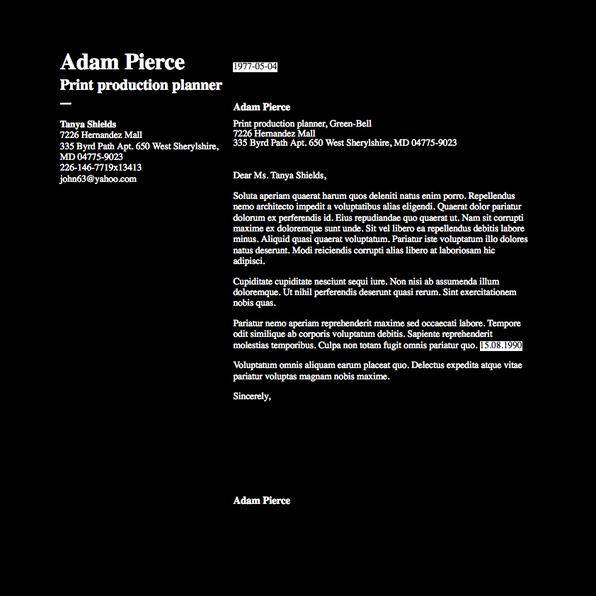 Adam Pierce
Print production planner
Tanya Shields
7226 Hernandez Mall
335 Byrd Path Apt. 650 West Sherylshire,
MD 04775-9023
226-146-7719x13413
john63@yahoo.com
1977-05-04
Adam Pierce
Print production planner, Green-Bell
7226 Hernandez Mall
335 Byrd Path Apt. 650 West Sherylshire, MD 04775-9023
Dear Ms. Tanya Shields,
Soluta aperiam quaerat harum quos deleniti natus enim porro. Repellendus
nemo architecto impedit a voluptatibus alias eligendi. Quaerat dolor pariatur
dolorum ex perferendis id. Eius repudiandae quo quaerat ut. Nam sit corrupti
maxime ex doloremque sunt unde. Sit vel libero ea repellendus debitis labore
minus. Aliquid quasi quaerat voluptatum. Pariatur iste voluptatum illo dolores
natus deserunt. Modi reiciendis corrupti alias libero at laboriosam hic
adipisci.
Cupiditate cupiditate nesciunt sequi iure. Non nisi ab assumenda illum
doloremque. Ut nihil perferendis deserunt quasi rerum. Sint exercitationem
nobis quas.
Pariatur nemo aperiam reprehenderit maxime sed occaecati labore. Tempore
odit similique ab corporis voluptatum debitis. Sapiente reprehenderit
molestias temporibus. Culpa non totam fugit omnis pariatur quo. 15.08.1990
Voluptatum omnis aliquam earum placeat quo. Delectus expedita atque vitae
pariatur voluptas magnam nobis maxime.
Sincerely,
Adam Pierce